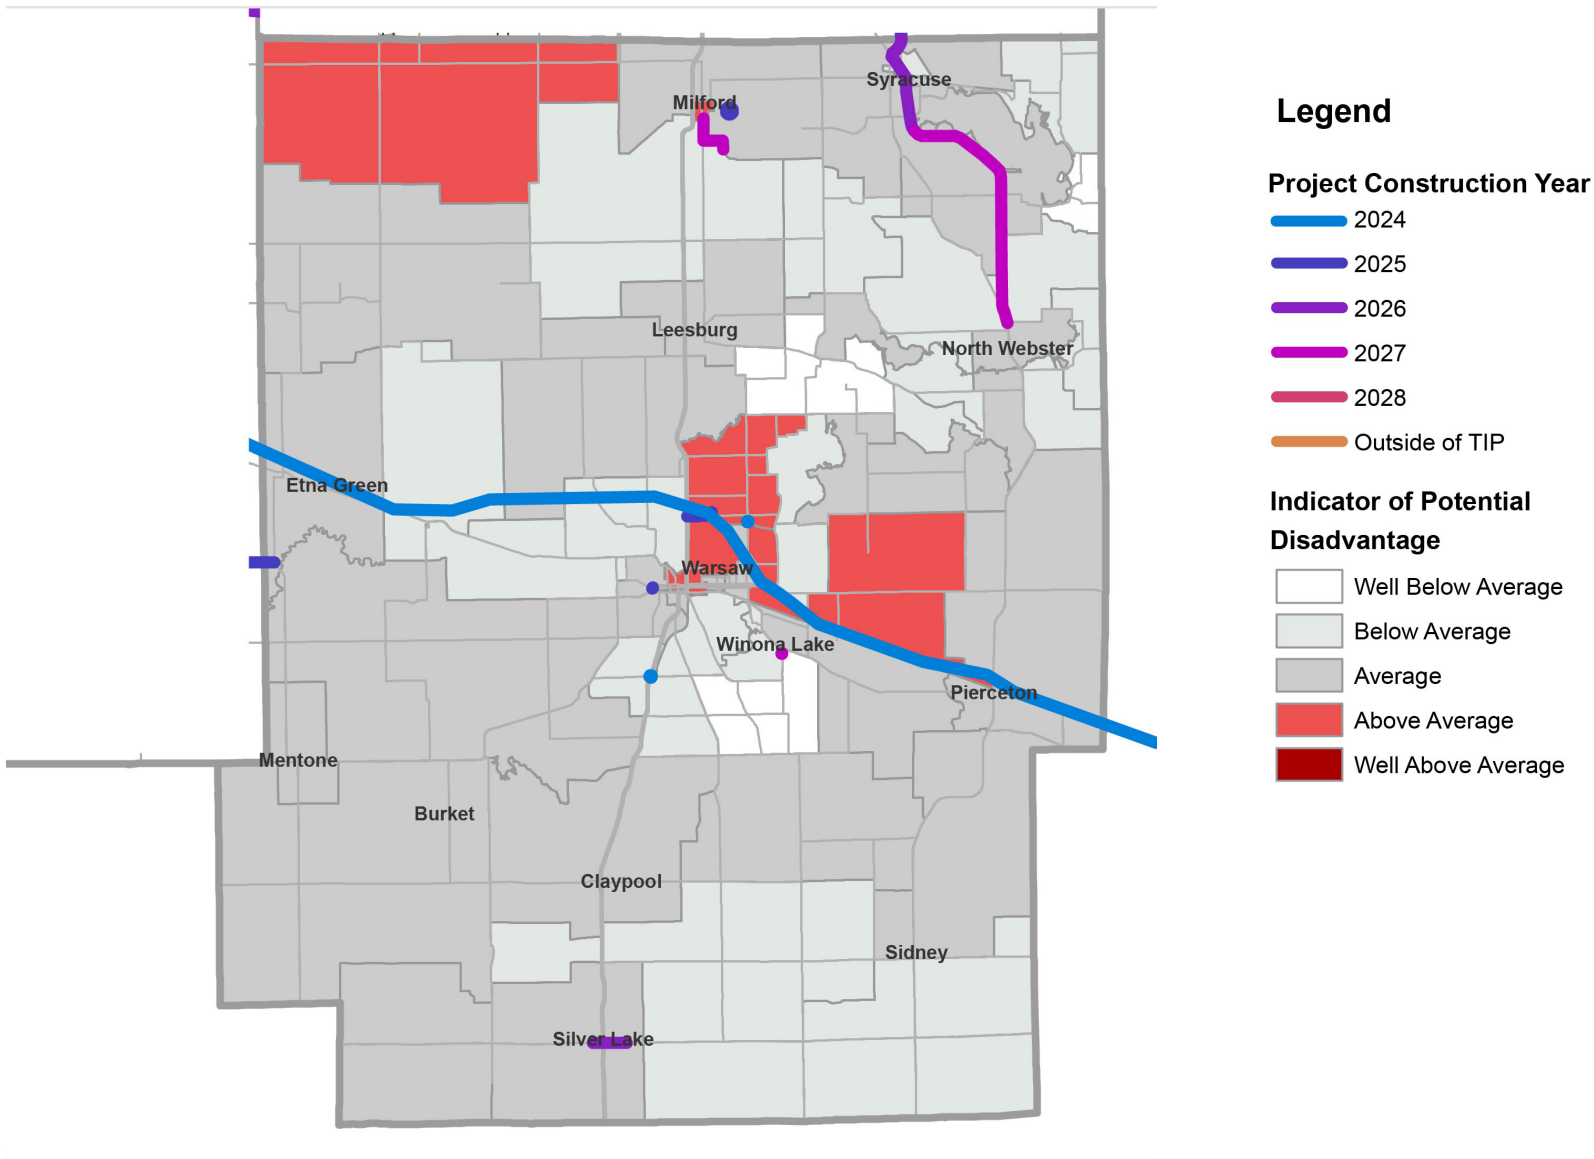 Syracuse
Milford
Leesburg
North Webster
Etna Green
Warsaw
Winona Lake
Pierceton
Mentone
Burket
Claypool
Sidney
Silver Lake
Legend
Project Construction Year
2024
2025
2026
2027
2028
Outside of TIP
Indicator of Potential
Disadvantage
Well Below Average
Below Average
Average
Above Average
Well Above Average